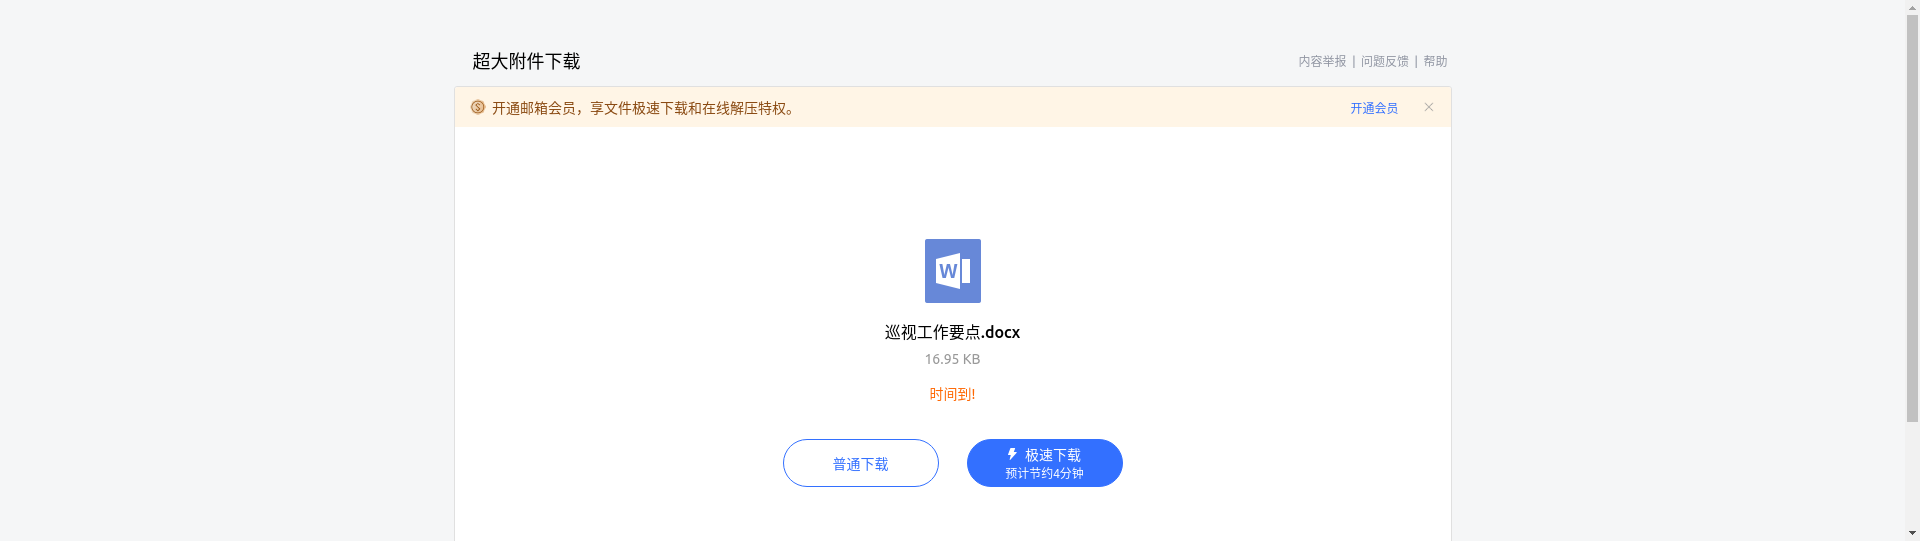 超大附件下载
内容举报 | 问题反馈 | 帮助
开通邮箱会员，享文件极速下载和在线解压特权。
开通会员
W
巡视工作要点.docx
16.95 KB
时间到!
普通下载
极速下载
预计节约4分钟